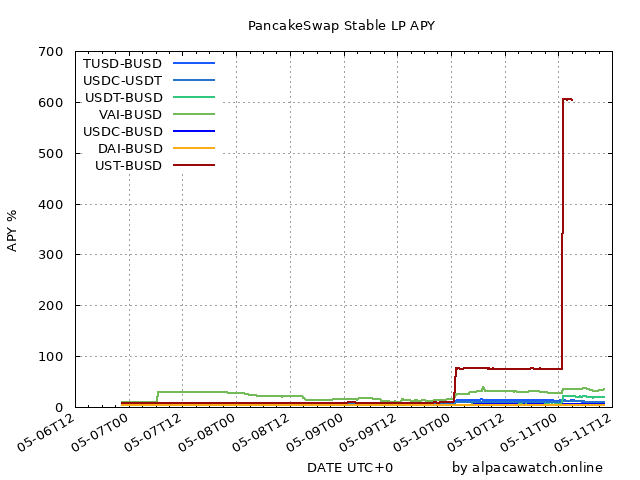 PancakeSwap Stable LP APY
700
600
500
400
300
200
100
0
APY %
TUSD-BUSD
USDC-USDT
USDT-BUSD
VAI-BUSD
USDC-BUSD
DAI-BUSD
UST-BUSD
05-06T12
05-07T00
05-07T12
05-08T00
05-08T12
05-09T00
05-09T12
05-10T00
05-10T12
05-11T00
05-11T12
DATE UTC+0
by alpacawatch.online